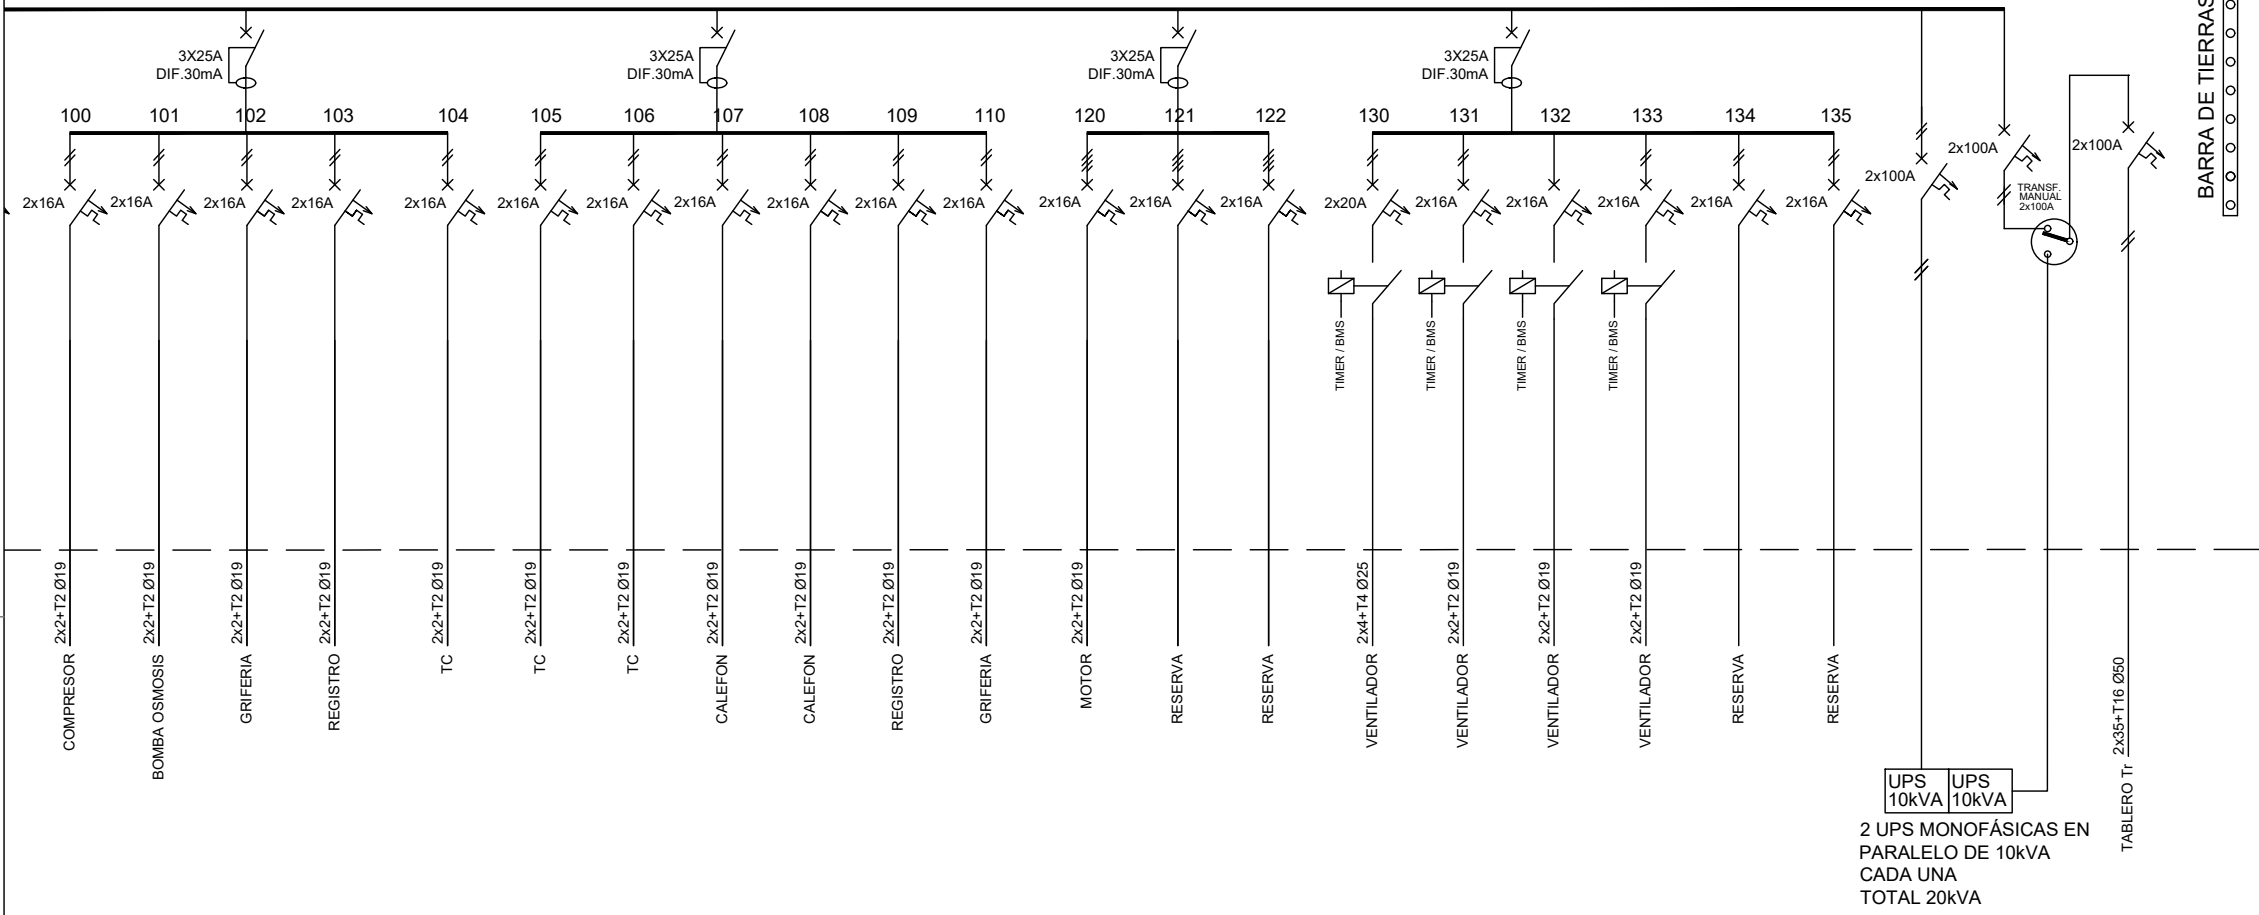 BARRA DE TIERRAS
3X25A
DIF.30mA
3X25A
DIF.30mA
3X25A
DIF.30mA
3X25A
DIF.30mA
100
101
102
103
104
105
106
107
108
109
110
120
121
122
130
131
132
133
134
135
2x16A
2x16A
2x16A
2x16A
2x16A
2x16A
2x16A
2x16A
2x16A
2x16A
2x16A
2x16A
2x16A
2x16A
2x20A
2x16A
2x16A
2x16A
2x16A
2x16A
2x100A
2x100A
2x100A
TRANSF.
MANUAL
2x100A
TIMER / BMS
TIMER / BMS
TIMER / BMS
TIMER / BMS
2x2+T2 Ø19
2x2+T2 Ø19
2x2+T2 Ø19
2x2+T2 Ø19
2x2+T2 Ø19
2x2+T2 Ø19
2x2+T2 Ø19
2x2+T2 Ø19
2x2+T2 Ø19
2x2+T2 Ø19
2x2+T2 Ø19
2x2+T2 Ø19
2x4+T4 Ø25
2x2+T2 Ø19
2x2+T2 Ø19
2x2+T2 Ø19
2x35+T16 Ø50
COMPRESOR
BOMBA OSMOSIS
GRIFERIA
REGISTRO
TC
TC
TC
CALEFON
CALEFON
REGISTRO
GRIFERIA
MOTOR
RESERVA
RESERVA
VENTILADOR
VENTILADOR
VENTILADOR
VENTILADOR
RESERVA
RESERVA
TABLERO Tr
UPS
10kVA
UPS
10kVA
2 UPS MONOFÁSICAS EN
PARALELO DE 10kVA
CADA UNA
TOTAL 20kVA